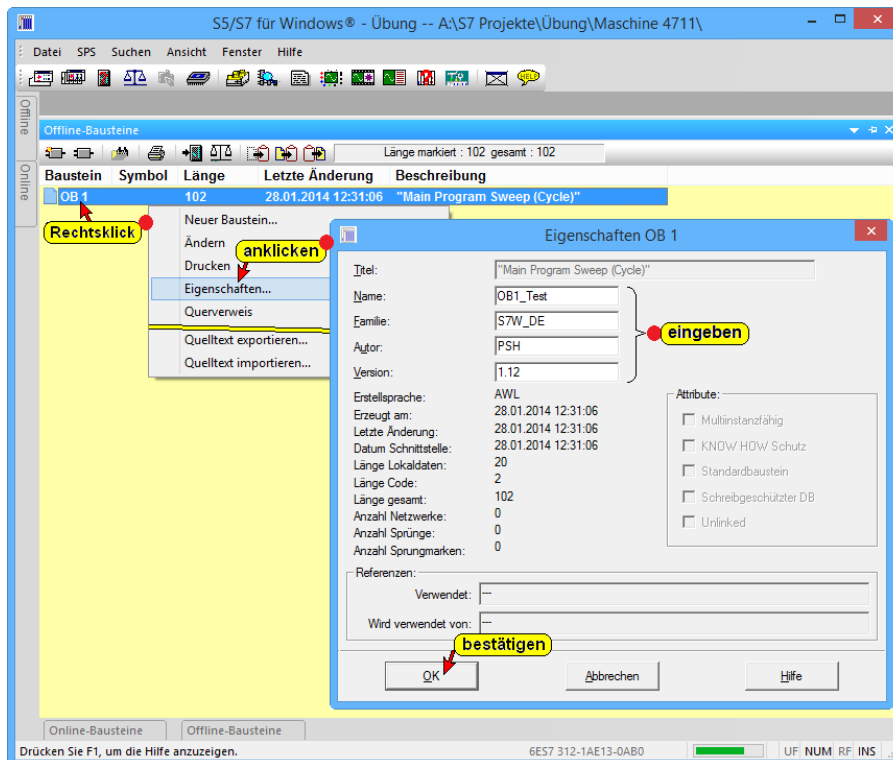 S5/S7 für Windows® - Übung -- A:\S7 Projekte\Übung\Maschine 4711\
Datei SPS Suchen Ansicht Fenster Hilfe
HELP
Offline
Online
Offline-Bausteine
Länge markiert : 102 gesamt : 102
Baustein Symbol Länge Letzte Änderung Beschreibung
OB 1 102 28.01.2014 12:31:06 "Main Program Sweep (Cycle)"
Rechtsklick
Neuer Baustein...
Ändern
anklicken
Drucken
Eigenschaften...
Querverweis
Quelltext exportieren...
Quelltext importieren...
Eigenschaften OB 1
Titel: "Main Program Sweep (Cycle)"
Name: OB1_Test
Familie: S7W_DE
eingeben
Autor: PSH
Version: 1.12
Erstellsprache: AWL
Erzeugt am: 28.01.2014 12:31:06
Letzte Änderung: 28.01.2014 12:31:06
Datum Schnittstelle: 28.01.2014 12:31:06
Länge Lokaldaten: 20
Länge Code: 2
Länge gesamt: 102
Anzahl Netzwerke: 0
Anzahl Sprünge: 0
Anzahl Sprungmarken: 0
Attribute:
Multiinstanzfähig
KNOW HOW Schutz
Standardbaustein
Schreibgeschützter DB
Unlinked
Referenzen:
Verwendet: ---
Wird verwendet von: ---
bestätigen
OK Abbrechen Hilfe
Online-Bausteine Offline-Bausteine
Drücken Sie F1, um die Hilfe anzuzeigen. 6ES7 312-1AE13-0AB0 UF NUM RF INS